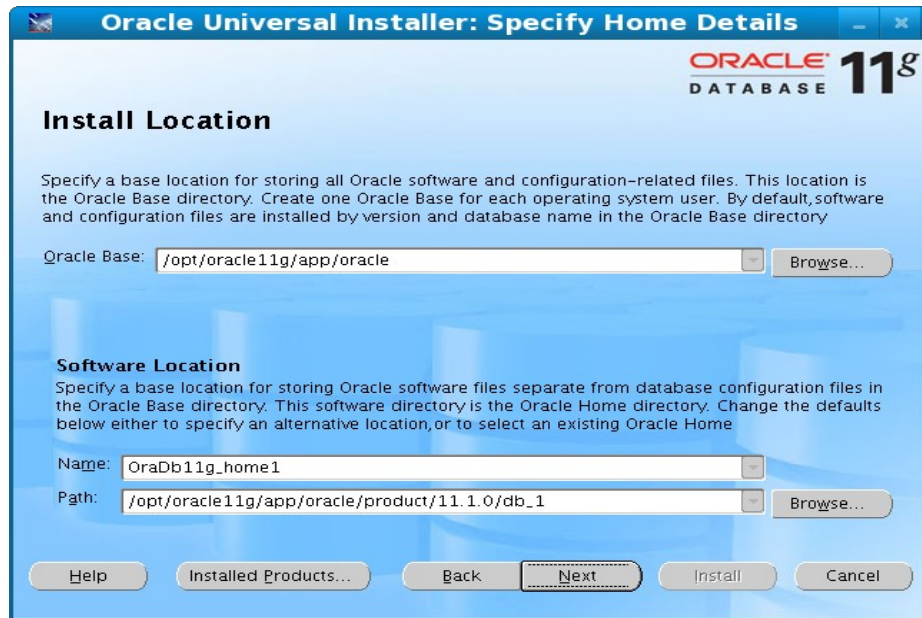 Oracle Universal Installer: Specify Home Details
ORACLE
DATABASE 11g
Install Location
Specify a base location for storing all Oracle software and configuration-related files. This location is
the Oracle Base directory. Create one Oracle Base for each operating system user. By default,software
and configuration files are installed by version and database name in the Oracle Base directory
Oracle Base: /opt/oracle11g/app/oracle Browse...
Software Location
Specify a base location for storing Oracle software files separate from database configuration files in
the Oracle Base directory. This software directory is the Oracle Home directory. Change the defaults
below either to specify an alternative location,or to select an existing Oracle Home
Name: OraDb11g_home1
Path: /opt/oracle11g/app/oracle/product/11.1.0/db_1 Browse...
Help Installed Products... Back Next Install Cancel